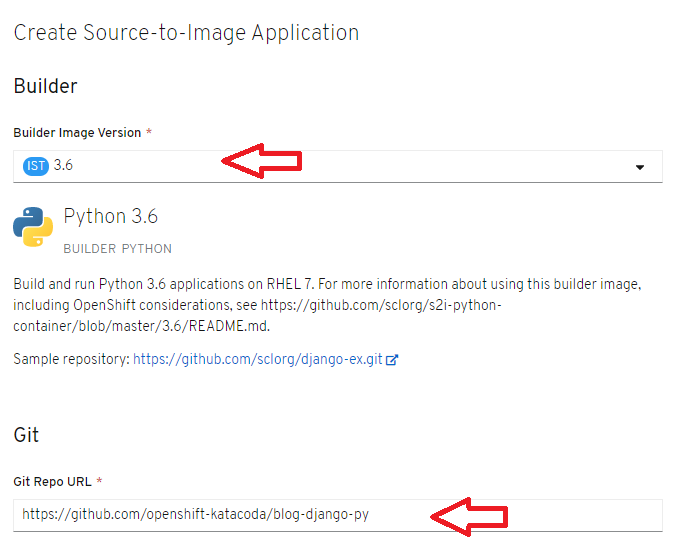 Create Source-to-Image Application
Builder
Builder Image Version *
IST 3.6
Python 3.6
BUILDER PYTHON
Build and run Python 3.6 applications on RHEL 7. For more information about using this builder image,
including OpenShift considerations, see https://github.com/sclorg/s2i-python-
container/blob/master/3.6/README.md.
Sample repository: https://github.com/sclorg/django-ex.git
Git
Git Repo URL *
https://github.com/openshift-katacoda/blog-django-py